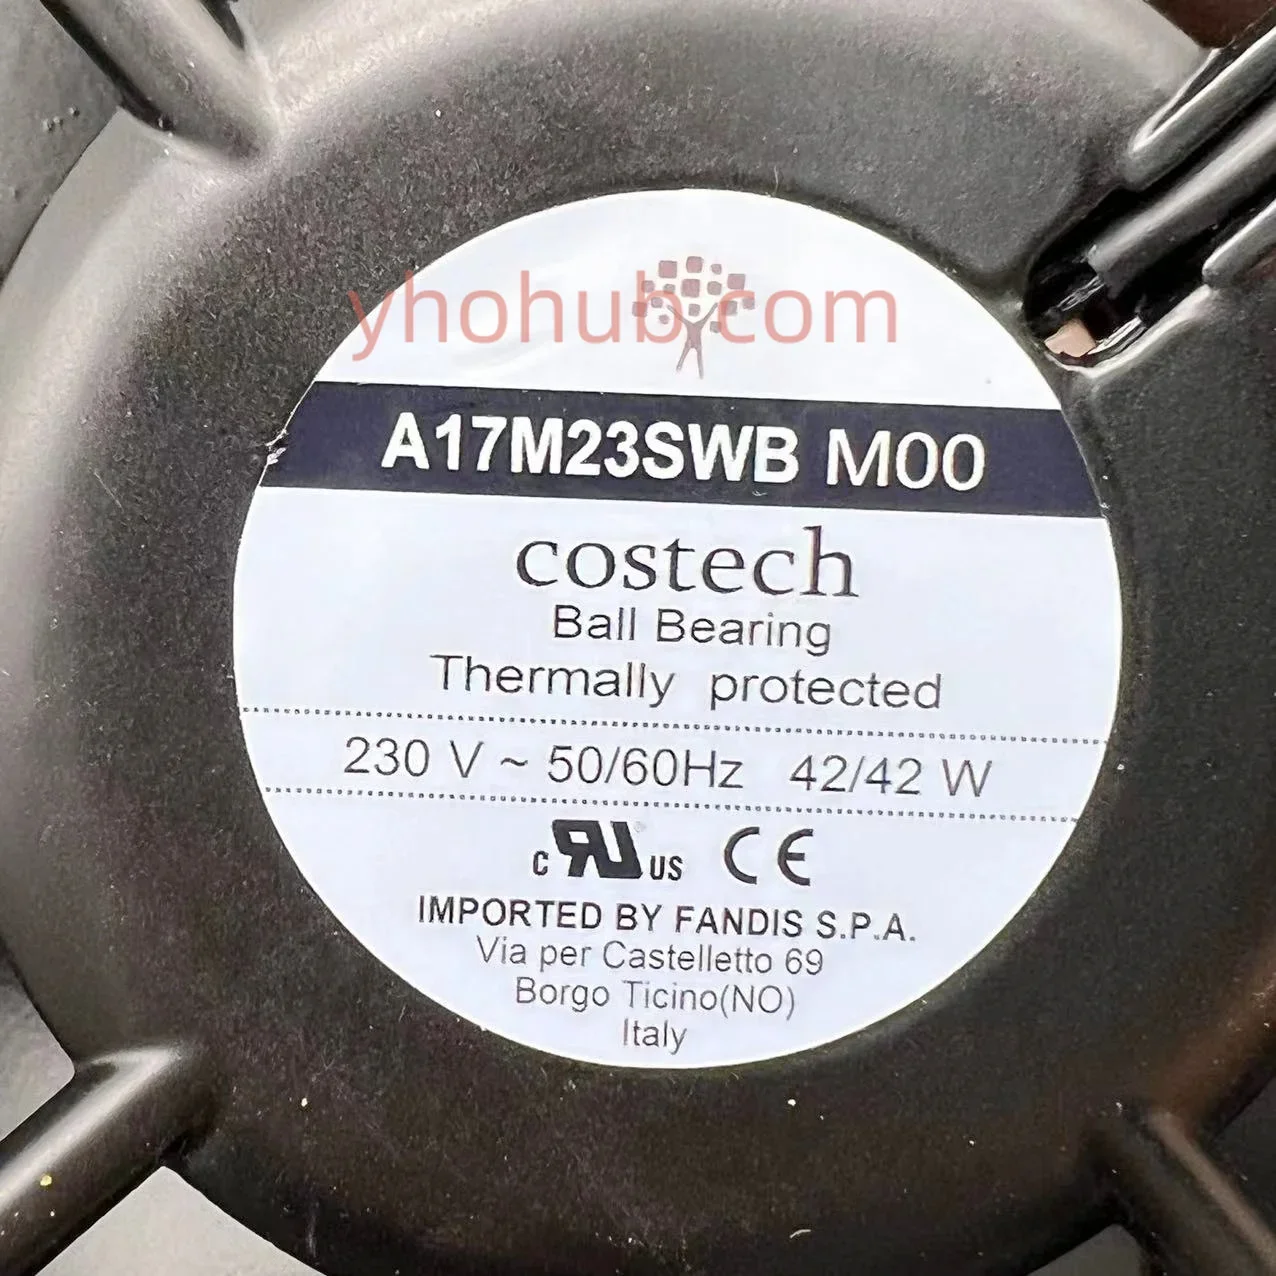 yhohub.com
A17M23SWB M00
costech
Ball Bearing
Thermally protected
230 V ~ 50/60Hz 42/42 W
c RU US CE
IMPORTED BY FANDIS S.P.A.
Via per Castelletto 69
Borgo Ticino(NO)
Italy